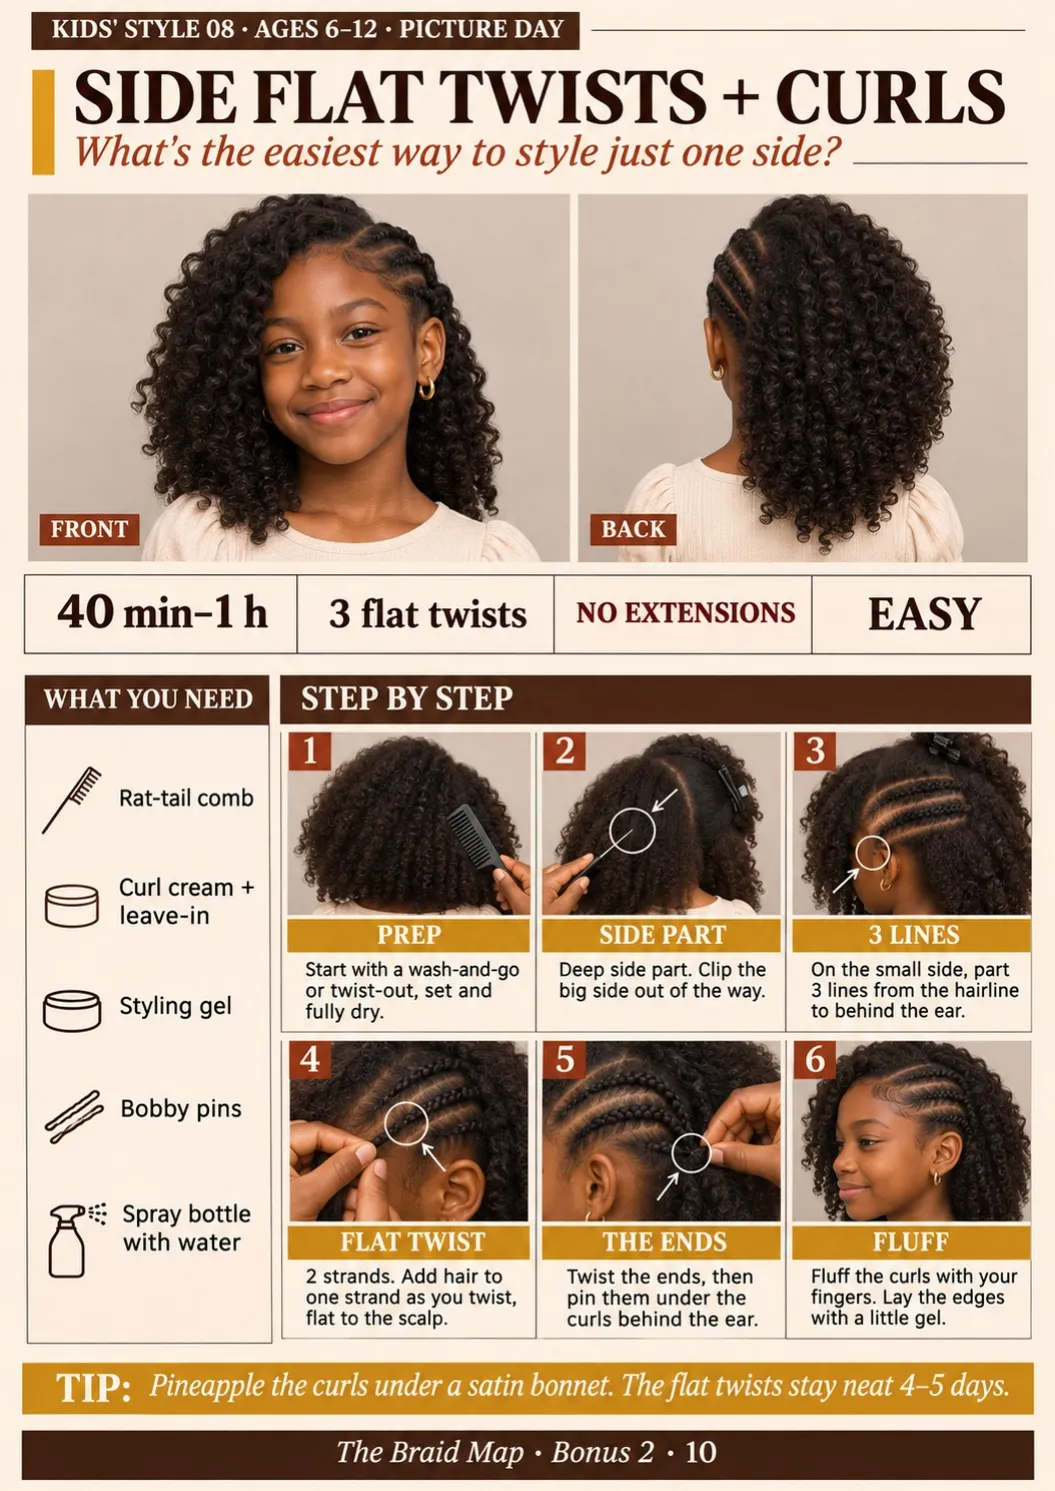 KIDS' STYLE 08 · AGES 6–12 · PICTURE DAY
SIDE FLAT TWISTS + CURLS
What's the easiest way to style just one side?
FRONT
BACK
40 min–1 h
3 flat twists
NO EXTENSIONS
EASY
WHAT YOU NEED
Rat-tail comb
Curl cream +
leave-in
Styling gel
Bobby pins
Spray bottle
with water
STEP BY STEP
1
PREP
Start with a wash-and-go
or twist-out, set and
fully dry.
2
SIDE PART
Deep side part. Clip the
big side out of the way.
3
3 LINES
On the small side, part
3 lines from the hairline
to behind the ear.
4
FLAT TWIST
2 strands. Add hair to
one strand as you twist,
flat to the scalp.
5
THE ENDS
Twist the ends, then
pin them under the
curls behind the ear.
6
FLUFF
Fluff the curls with your
fingers. Lay the edges
with a little gel.
TIP: Pineapple the curls under a satin bonnet. The flat twists stay neat 4–5 days.
The Braid Map · Bonus 2 · 10